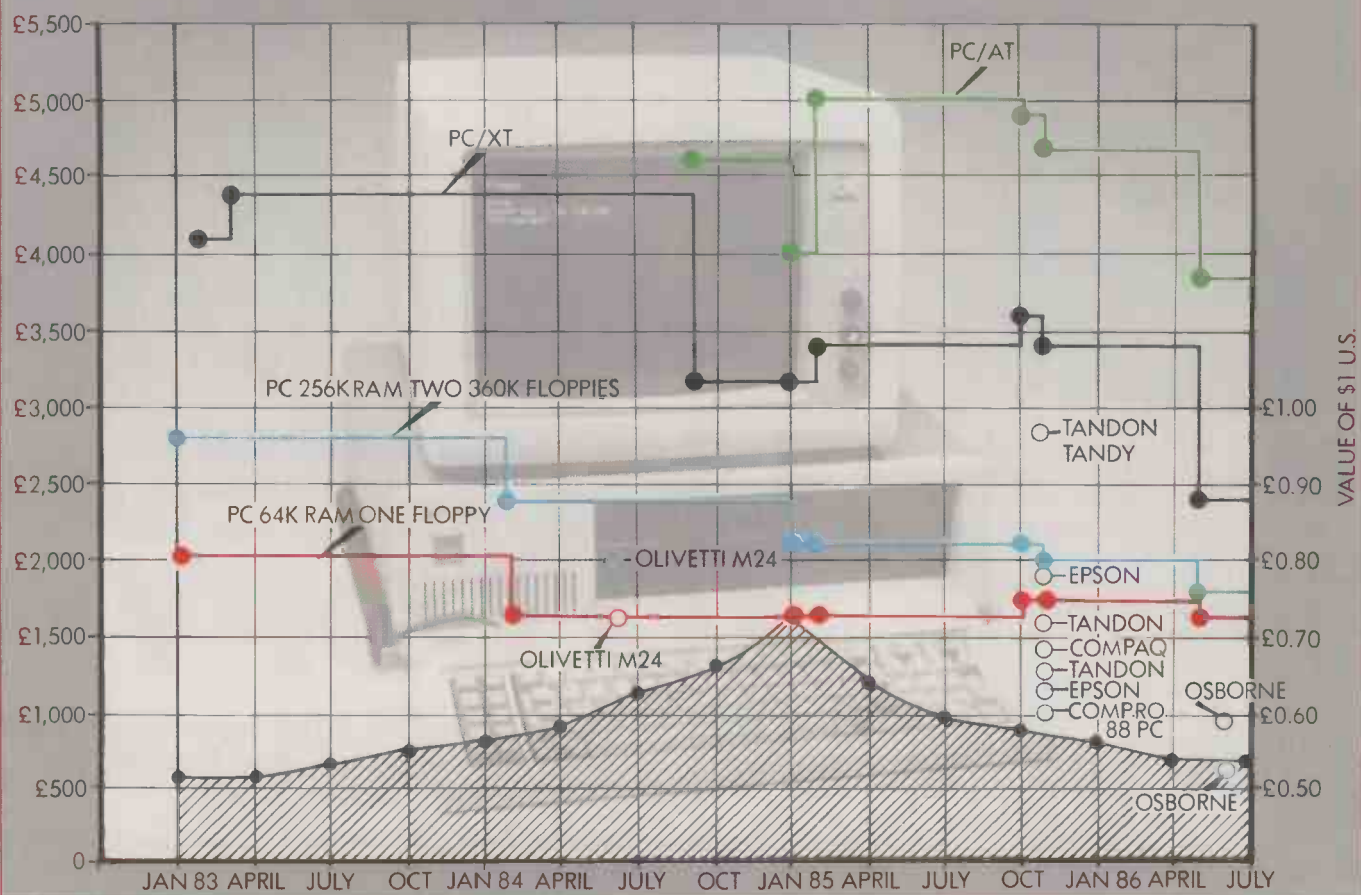 £5,500
£5,000
£4,500
£4,000
£3,500
£3,000
£2,500
£2,000
£1,500
£1,000
£500
0
PC/AT
PC/XT
PC 256K RAM TWO 360K FLOPPIES
PC 64K RAM ONE FLOPPY
OLIVETTI M24
OLIVETTI M24
TANDON
TANDY
EPSON
TANDON
COMPAQ
TANDON
EPSON
COMPRO
88 PC
OSBORNE
OSBORNE
£1.00
£0.90
£0.80
£0.70
£0.60
£0.50
VALUE OF $1 U.S.
JAN 83 APRIL JULY OCT JAN 84 APRIL JULY OCT JAN 85 APRIL JULY OCT JAN 86 APRIL JULY